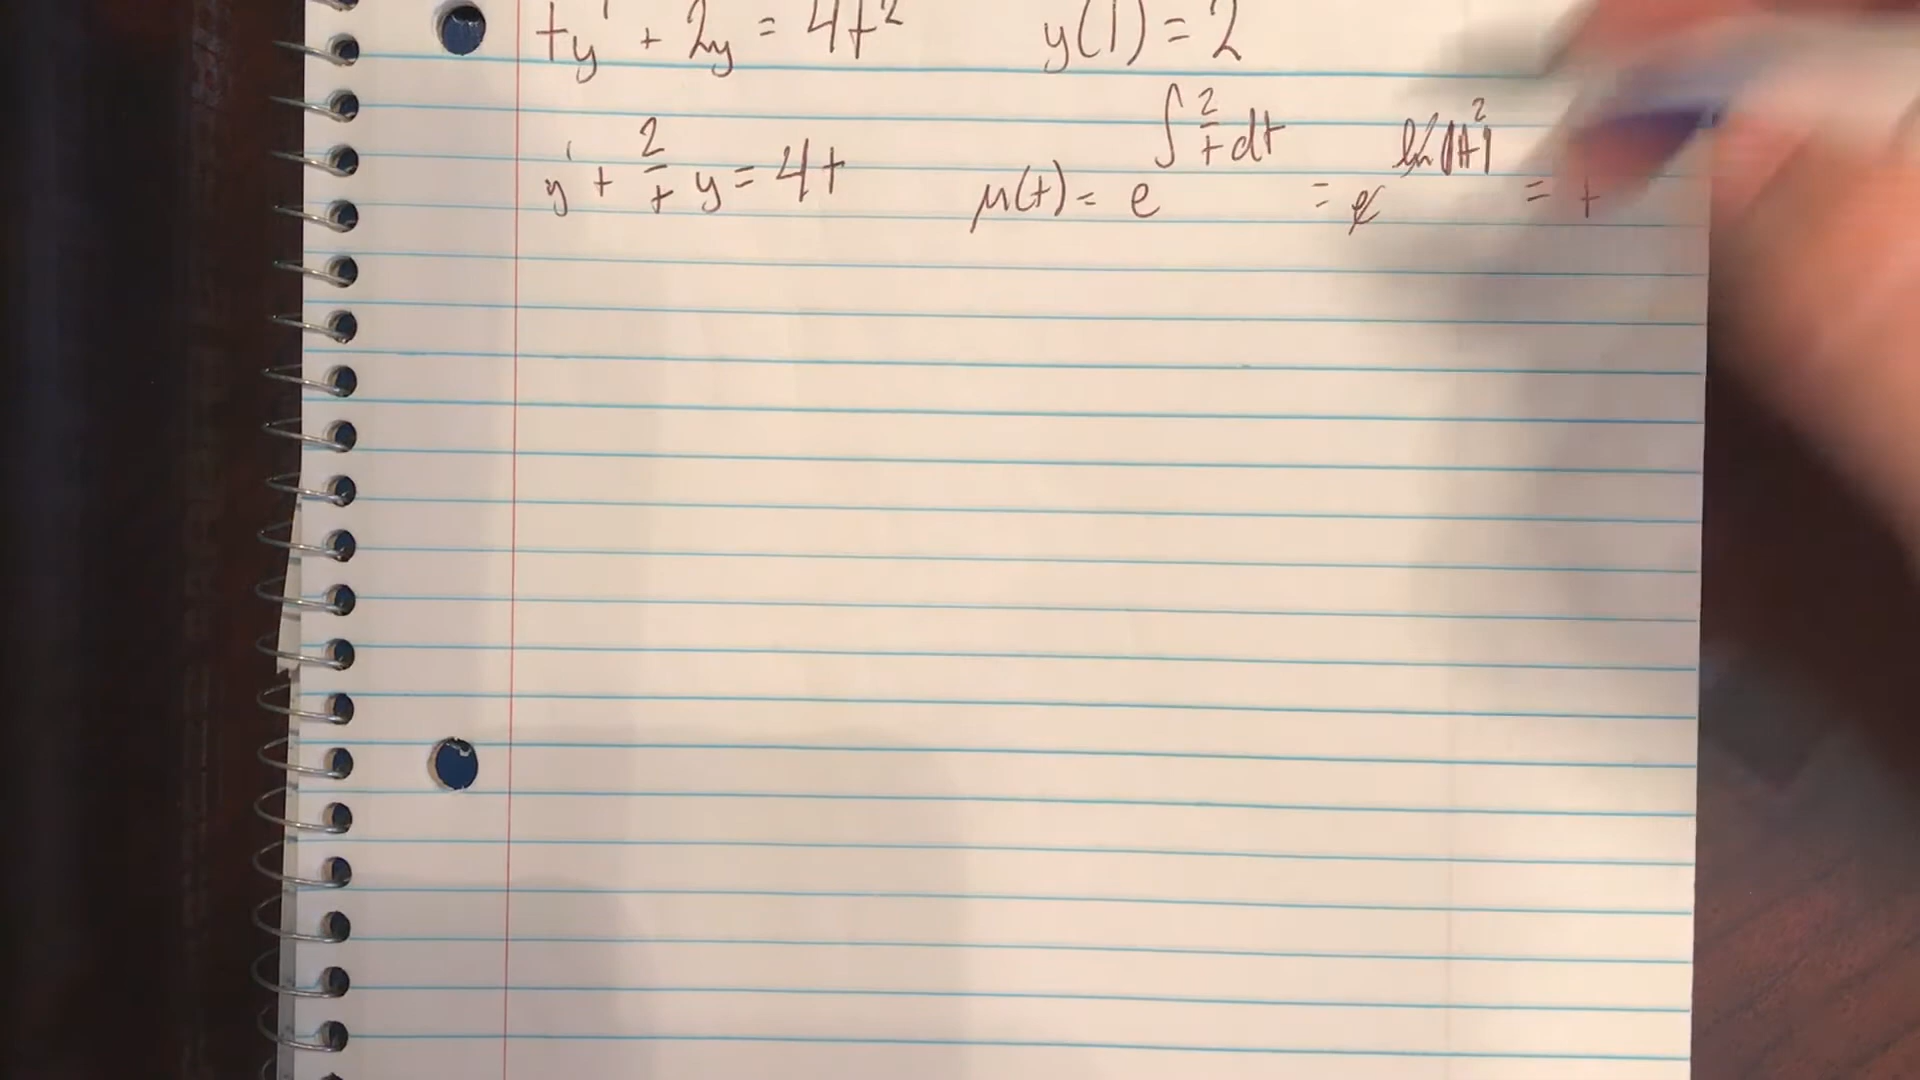 ty' + 2y = 4t² y(1) = 2
y' + 2/t y = 4t μ(t) = e^∫ 2/t dt = e^ln|t|² = t